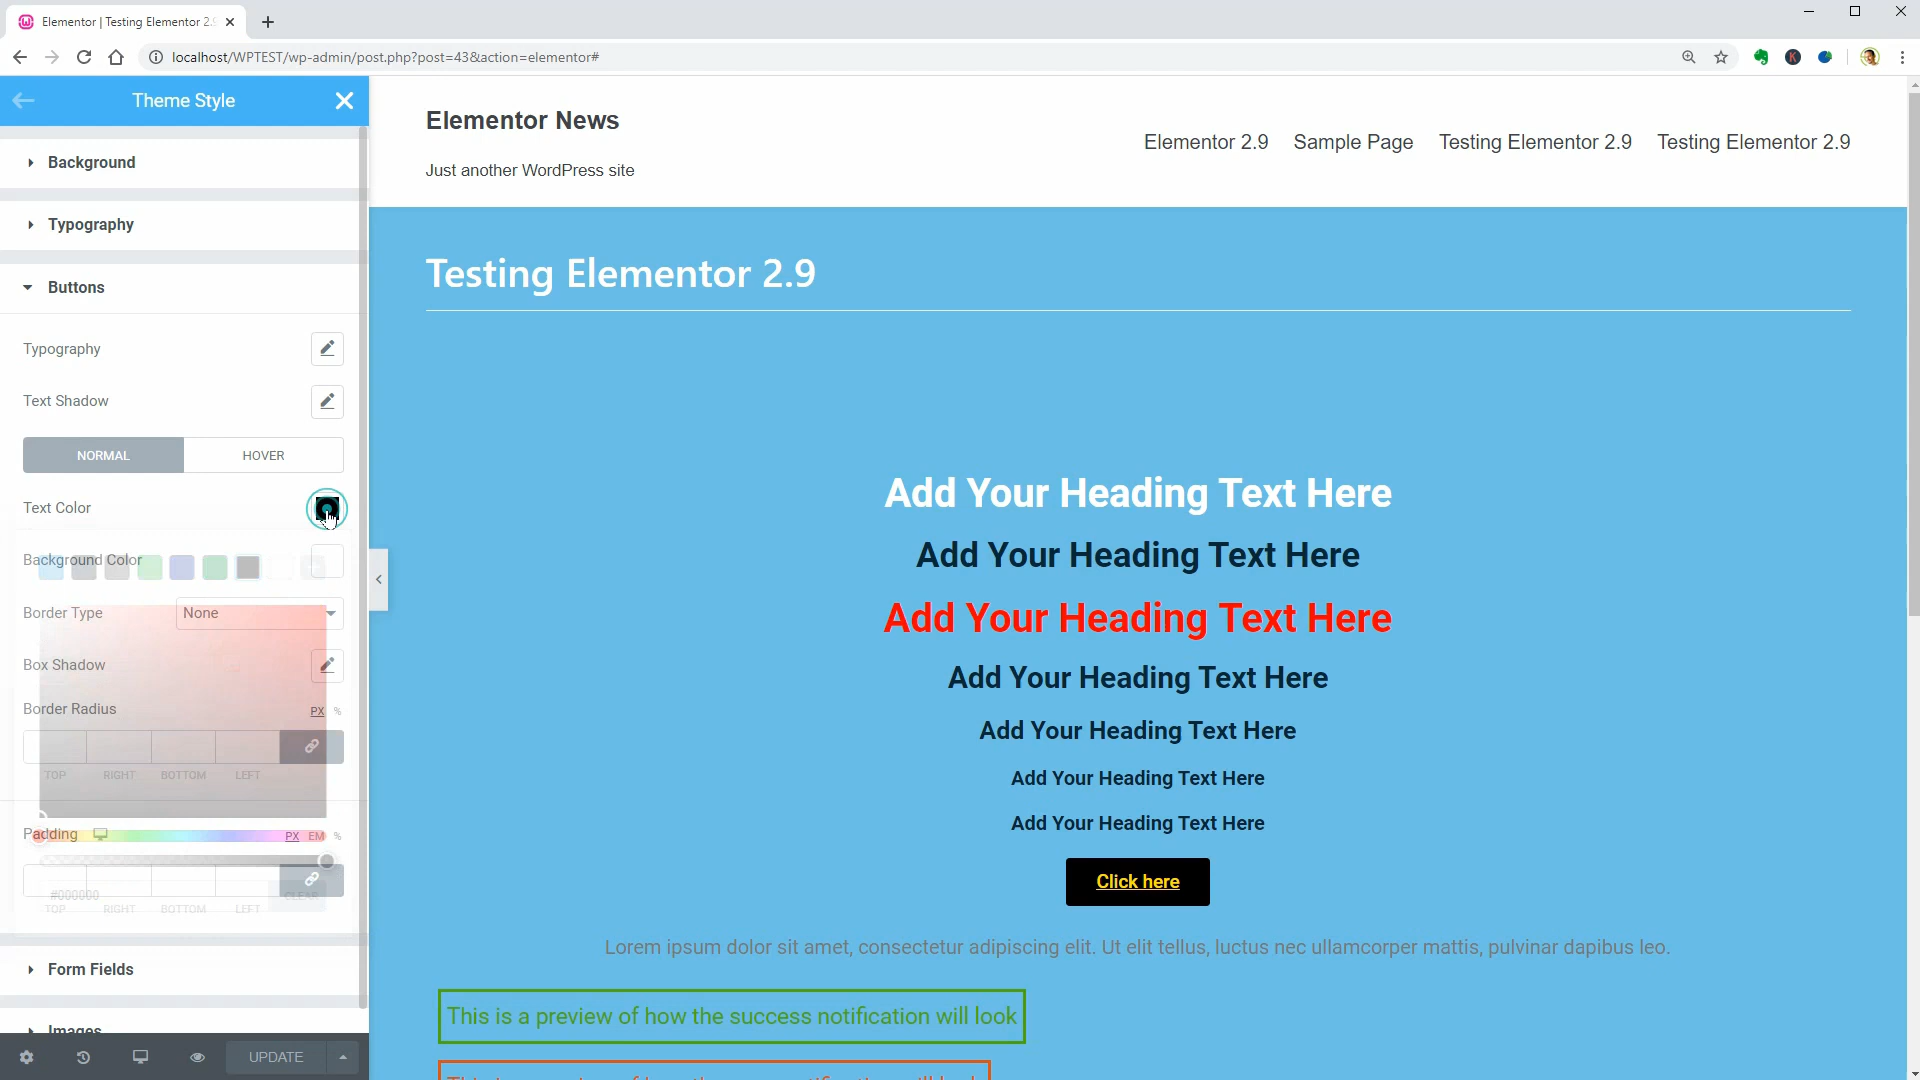 Elementor | Testing Elementor 2.9
localhost/WPTEST/wp-admin/post.php?post=43&action=elementor#
Theme Style
Background
Typography
Buttons
Typography
Text Shadow
NORMAL HOVER
Text Color
Background Color
Border Type None
Box Shadow
Border Radius PX %
TOP RIGHT BOTTOM LEFT
Padding PX EM %
#000000 CLEAR
TOP RIGHT BOTTOM LEFT
Form Fields
Images
UPDATE
Elementor News
Just another WordPress site
Elementor 2.9 Sample Page Testing Elementor 2.9 Testing Elementor 2.9
Testing Elementor 2.9
Add Your Heading Text Here
Add Your Heading Text Here
Add Your Heading Text Here
Add Your Heading Text Here
Add Your Heading Text Here
Add Your Heading Text Here
Add Your Heading Text Here
Click here
Lorem ipsum dolor sit amet, consectetur adipiscing elit. Ut elit tellus, luctus nec ullamcorper mattis, pulvinar dapibus leo.
This is a preview of how the success notification will look